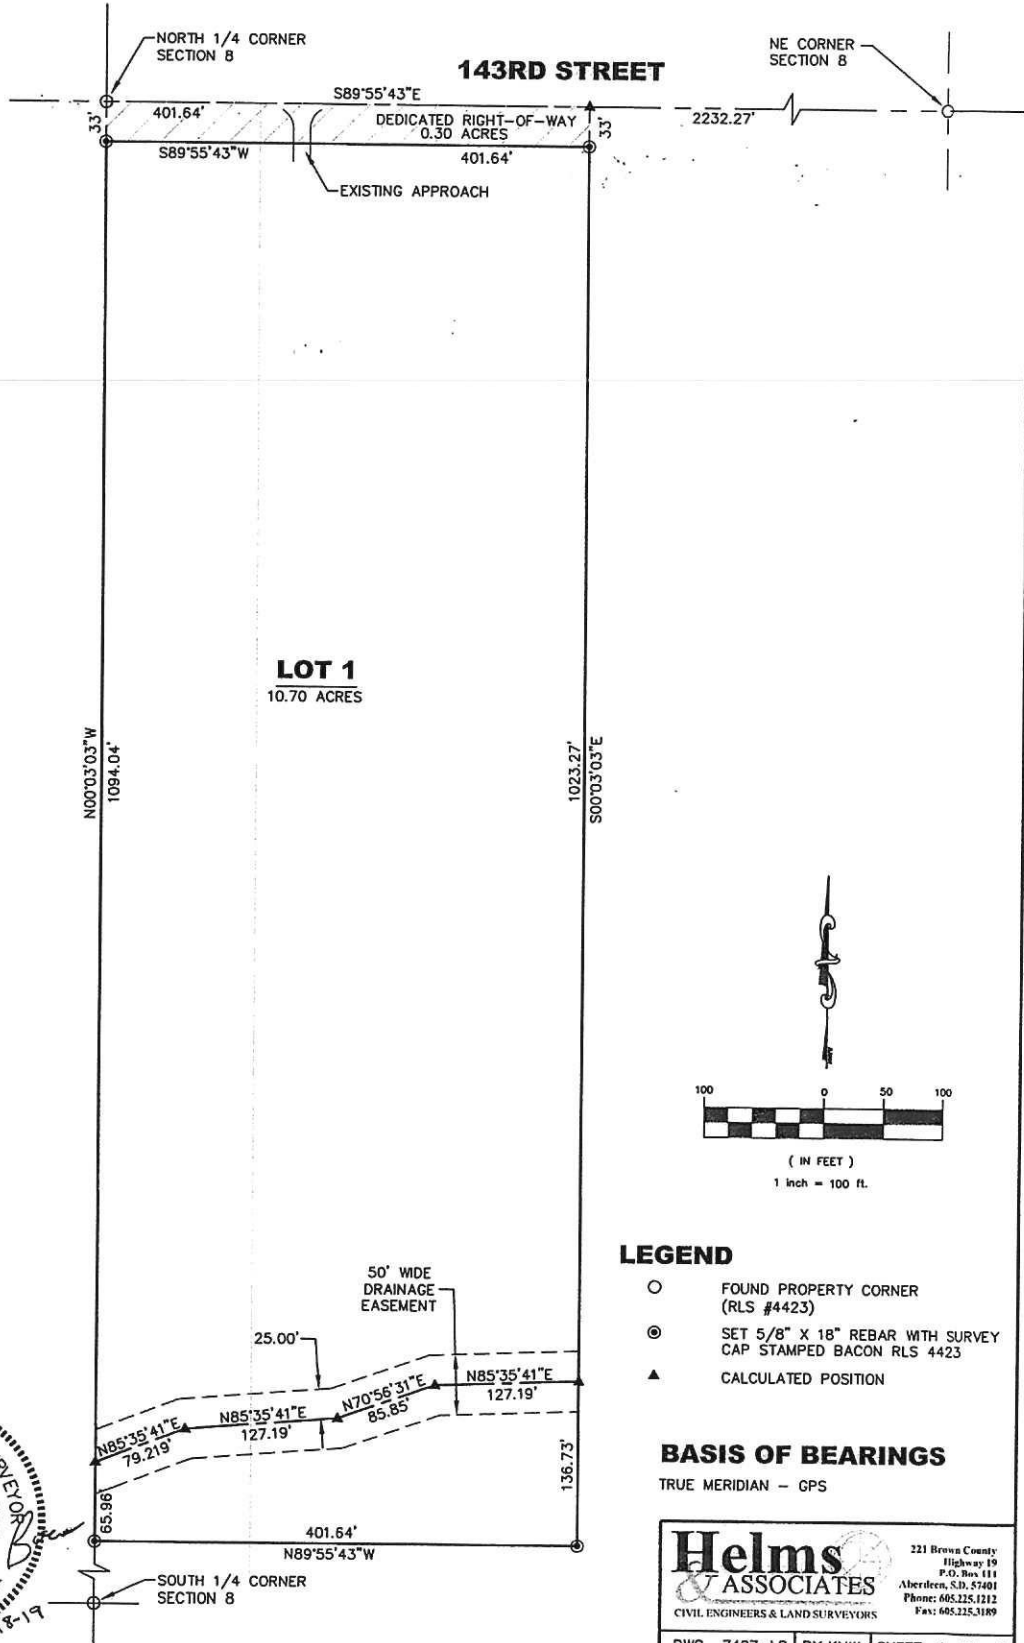 NORTH 1/4 CORNER
SECTION 8
143RD STREET
NE CORNER
SECTION 8
S89°55'43"E
33'
401.64'
DEDICATED RIGHT-OF-WAY
0.30 ACRES
33'
2232.27'
S89°55'43"W
401.64'
EXISTING APPROACH
LOT 1
10.70 ACRES
N00°03'03"W
1094.04'
1023.27'
S00°03'03"E
100 0 50 100
( IN FEET )
1 inch = 100 ft.
LEGEND
FOUND PROPERTY CORNER
(RLS #4423)
SET 5/8" X 18" REBAR WITH SURVEY
CAP STAMPED BACON RLS 4423
CALCULATED POSITION
50' WIDE
DRAINAGE
EASEMENT
25.00'
N85°35'41"E
79.219'
N85°35'41"E
127.19'
N70°56'31"E
85.85'
N85°35'41"E
127.19'
65.96'
136.73'
401.64'
N89°55'43"W
SOUTH 1/4 CORNER
SECTION 8
8-19
BASIS OF BEARINGS
TRUE MERIDIAN - GPS
Helms
& ASSOCIATES
CIVIL ENGINEERS & LAND SURVEYORS
221 Brown County
Highway 19
P.O. Box 111
Aberdeen, S.D. 57401
Phone: 605.225.1212
Fax: 605.225.3189